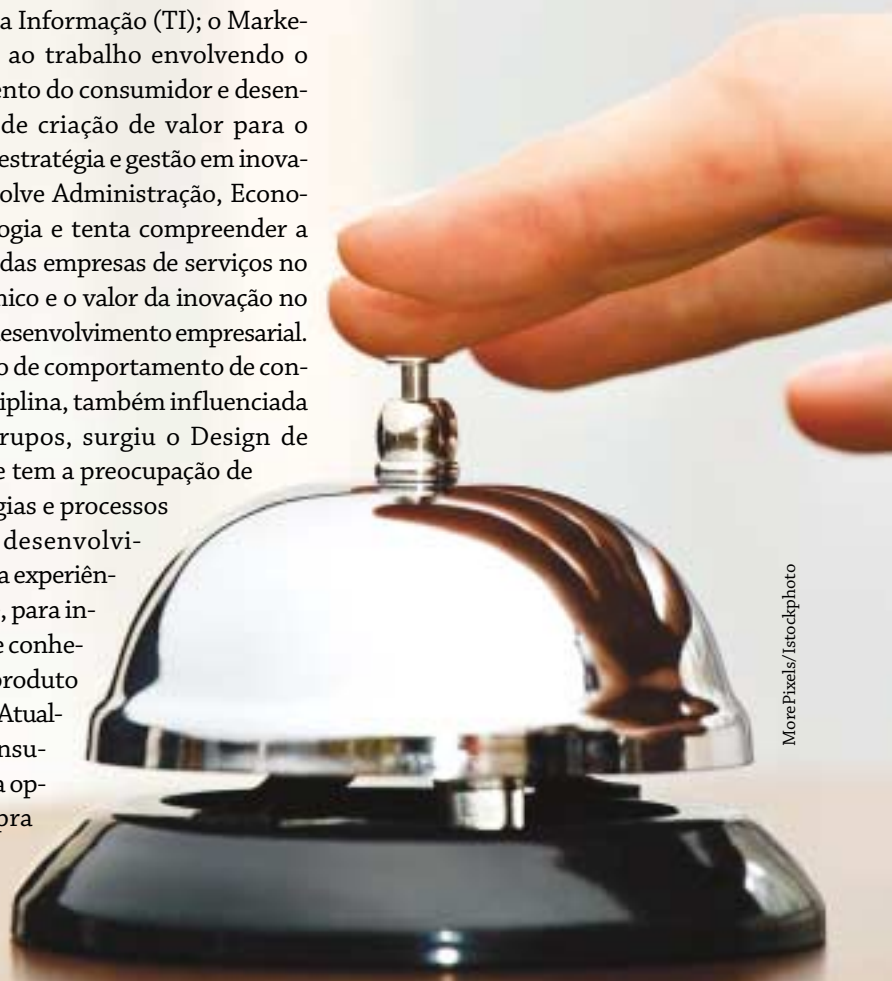 a Informação (TI); o Marke-
ao trabalho envolvendo o
ento do consumidor e desen-
de criação de valor para o
estratégia e gestão em inova-
olve Administração, Econo-
ogia e tenta compreender a
das empresas de serviços no
nico e o valor da inovação no
desenvolvimento empresarial.
o de comportamento de con-
iplina, também influenciada
rupos, surgiu o Design de
e tem a preocupação de
gias e processos
desenvolvi-
a experiên-
, para in-
e conhe-
produto
Atual-
nsu-
a op-
pra
MorePixels/Istockphoto